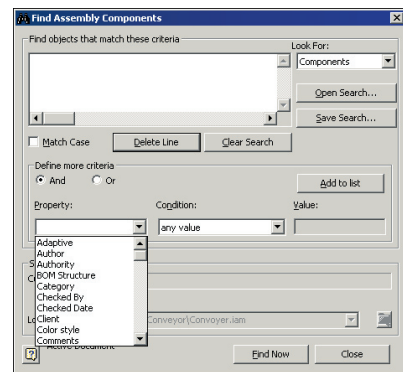 Find Assembly Components
Find objects that match these criteria
Look For:
Components
Open Search...
Save Search...
Match Case
Delete Line
Clear Search
Define more criteria
And
Or
Add to list
Property:
Condition:
Value:
any value
Adaptive
Author
Authority
BOM Structure
Category
Checked By
Checked Date
Client
Color style
Comments
Conveyor\Convoyer.iam
Active Document
Find Now
Close